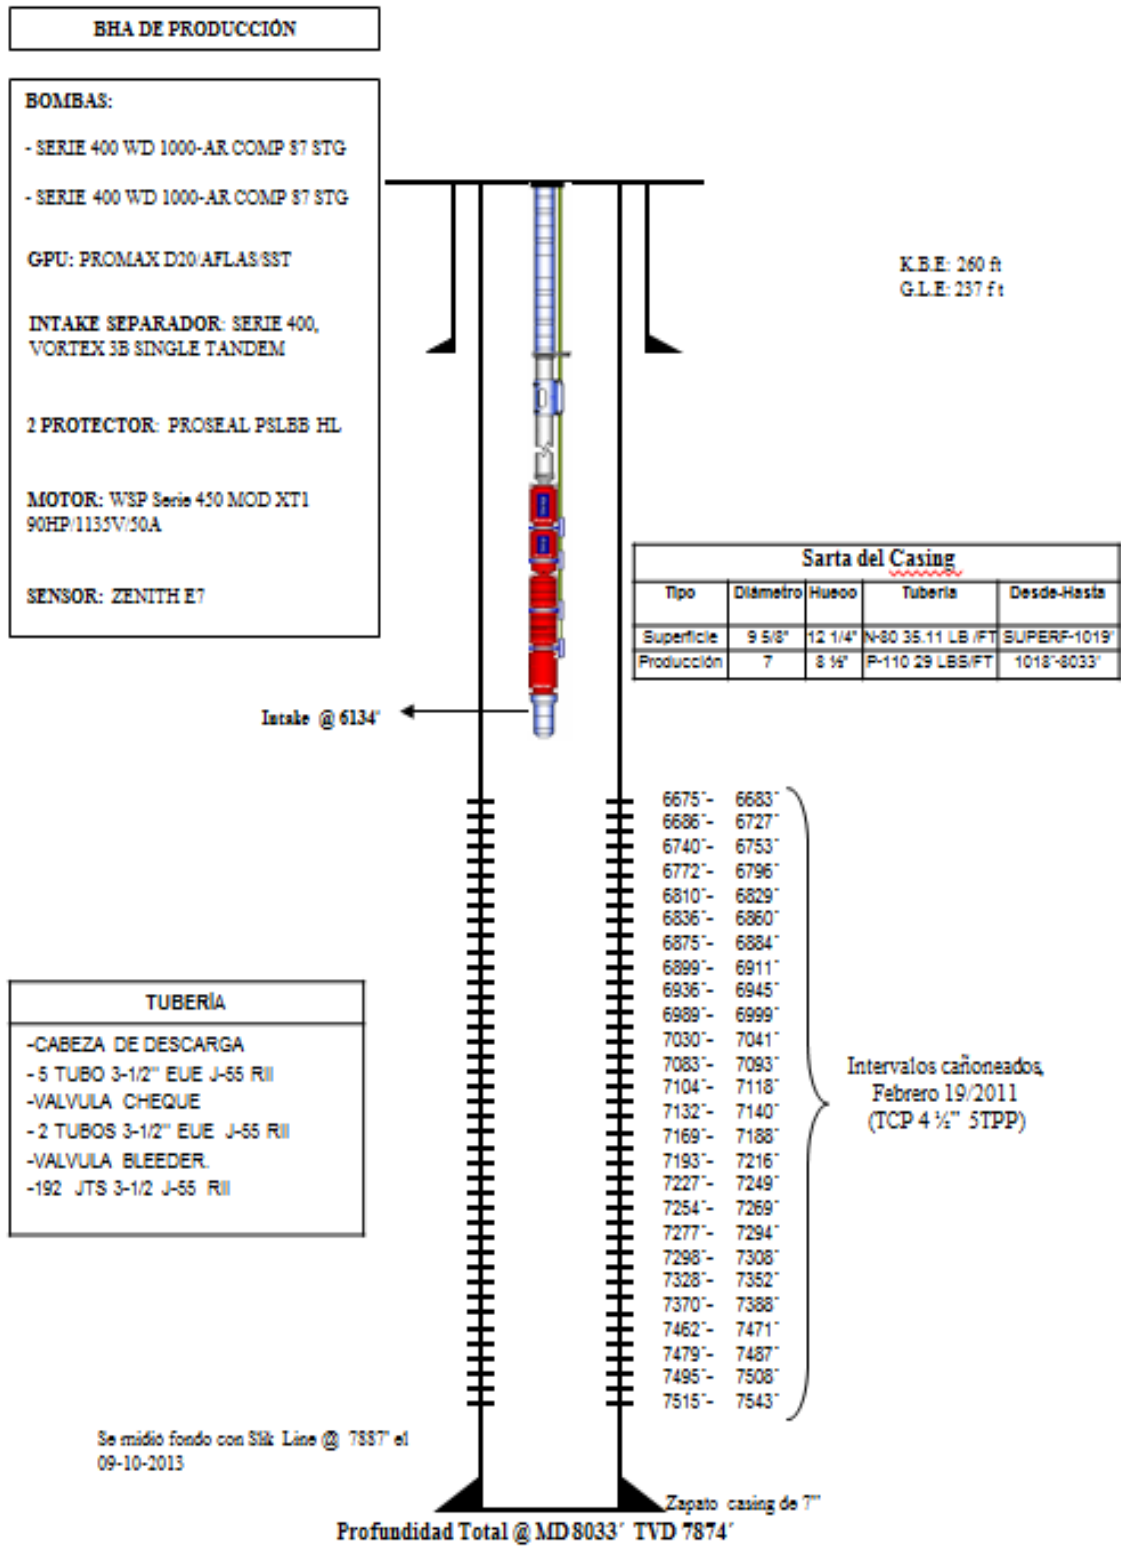 BHA DE PRODUCCIÓN
BOMBAS:
- SERIE 400 WD 1000-AR COMP 87 STG
- SERIE 400 WD 1000-AR COMP 87 STG
GPU: PROMAX D20/AFLAS/SST
INTAKE SEPARADOR: SERIE 400,
VORTEX 3B SINGLE TANDEM
2 PROTECTOR: PROSEAL PSLBB HL
MOTOR: WSP Serie 450 MOD XT1
90HP/1135V/50A
SENSOR: ZENITH E7
K.B.E: 260 ft
G.L.E: 237 f t
Sarta del Casing
Tipo Diámetro Hueco Tubería Desde-Hasta
Superficie 9 5/8" 12 1/4" N-80 35.11 LB /FT SUPERF-1019'
Producción 7 8 ½" P-110 29 LBS/FT 1018"-8033'
Intake @ 6134'
6675´- 6683´
6686´- 6727´
6740´- 6753´
6772´- 6796´
6810´- 6829´
6836´- 6860´
6875´- 6884´
6899´- 6911´
6936´- 6945´
6989´- 6999´
7030´- 7041´
7083´- 7093´
7104´- 7118´
7132´- 7140´
7169´- 7188´
7193´- 7216´
7227´- 7249´
7254´- 7269´
7277´- 7294´
7298´- 7308´
7328´- 7352´
7370´- 7388´
7462´- 7471´
7479´- 7487´
7495´- 7508´
7515´- 7543´
Intervalos cañoneados,
Febrero 19/2011
(TCP 4 ½" 5TPP)
TUBERÍA
-CABEZA DE DESCARGA
- 5 TUBO 3-1/2" EUE J-55 RII
-VALVULA CHEQUE
- 2 TUBOS 3-1/2" EUE J-55 RII
-VALVULA BLEEDER.
-192 JTS 3-1/2 J-55 RII
Se midió fondo con Slik Line @ 7887' el
09-10-2013
Zapato casing de 7"
Profundidad Total @ MD 8033´ TVD 7874´